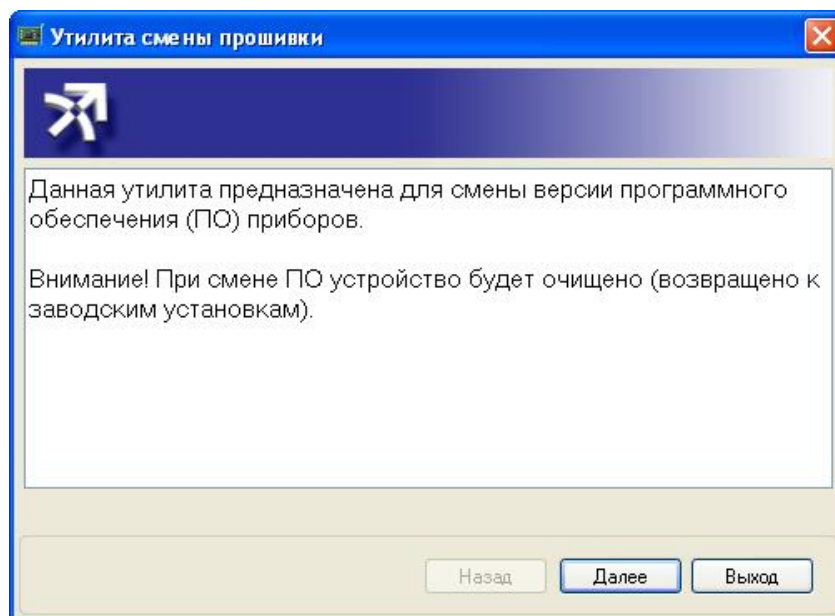 Утилита смены прошивки
Данная утилита предназначена для смены версии программного
обеспечения (ПО) приборов.
Внимание! При смене ПО устройство будет очищено (возвращено к
заводским установкам).
Назад
Далее
Выход